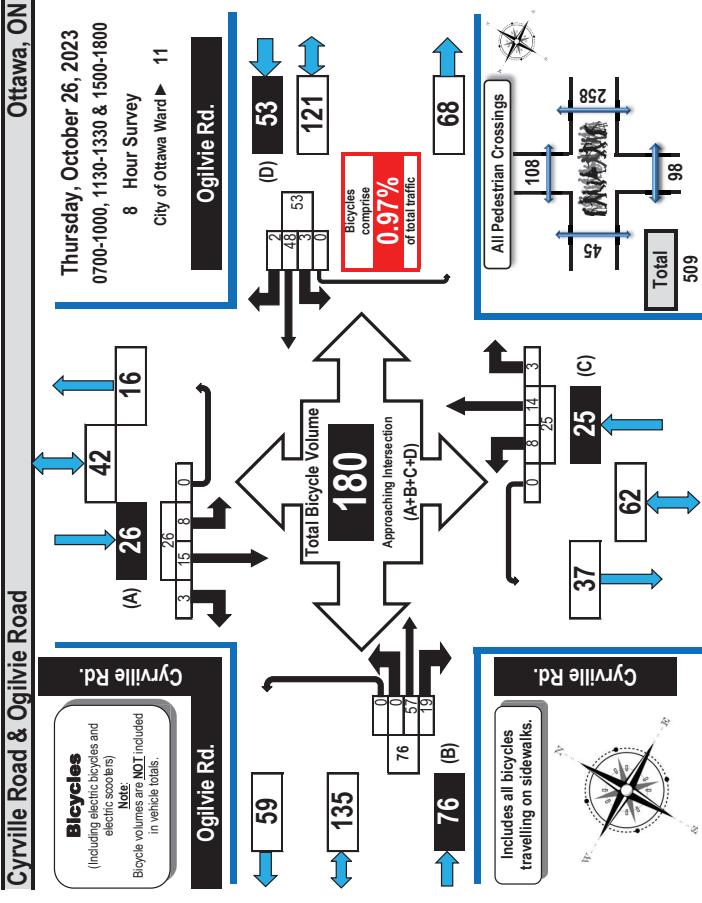 Cyrville Road & Ogilvie Road
Ottawa, ON
Bicycles
(Including electric bicycles and
electric scooters)
Note:
Bicycle volumes are NOT included
in vehicle totals.
Cyrville Rd.
Ogilvie Rd.
(A)
26
42
16
26
3
15
8
0
Thursday, October 26, 2023
0700-1000, 1130-1330 & 1500-1800
8 Hour Survey
City of Ottawa Ward 11
Ogilvie Rd.
59
135
76
(B)
76
0
0
57
19
Total Bicycle Volume
180
Approaching Intersection
(A+B+C+D)
2
48
3
0
53
(D)
53
121
68
Bicycles
comprise
0.97%
of total traffic
Includes all bicycles
travelling on sidewalks.
Cyrville Rd.
N
E
S
W
0
8
14
3
25
37
62
25
(C)
All Pedestrian Crossings
108
45
258
98
Total
509